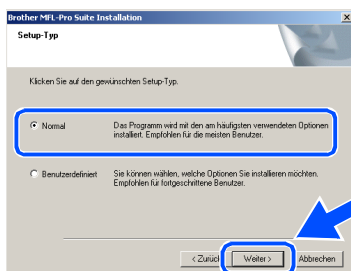 Brother MFL-Pro Suite Installation
Setup-Typ
Klicken Sie auf den gewünschten Setup-Typ.
Normal
Das Programm wird mit den am häufigsten verwendeten Optionen
installiert. Empfohlen für die meisten Benutzer.
Benutzerdefiniert
Sie können wählen, welche Optionen Sie installieren möchten.
Empfohlen für fortgeschrittene Benutzer.
< Zurück
Weiter >
Abbrechen